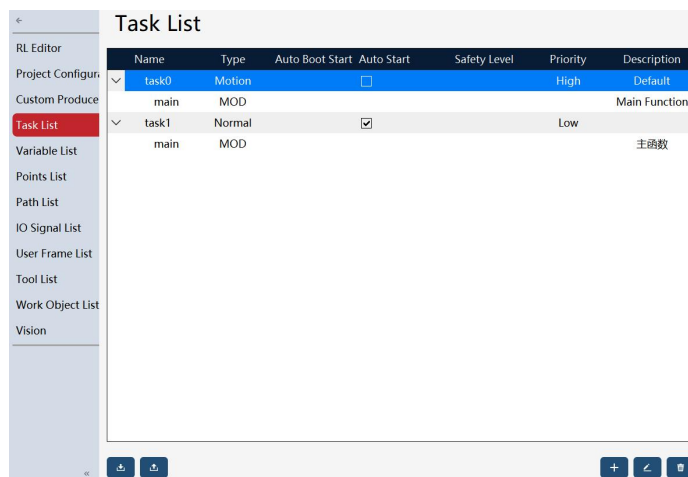 Task List
RL Editor
Project Configura
Custom Produce
Task List
Variable List
Points List
Path List
IO Signal List
User Frame List
Tool List
Work Object List
Vision
Name Type Auto Boot Start Auto Start Safety Level Priority Description
task0 Motion High Default
main MOD Main Function
task1 Normal Low
main MOD 主函数